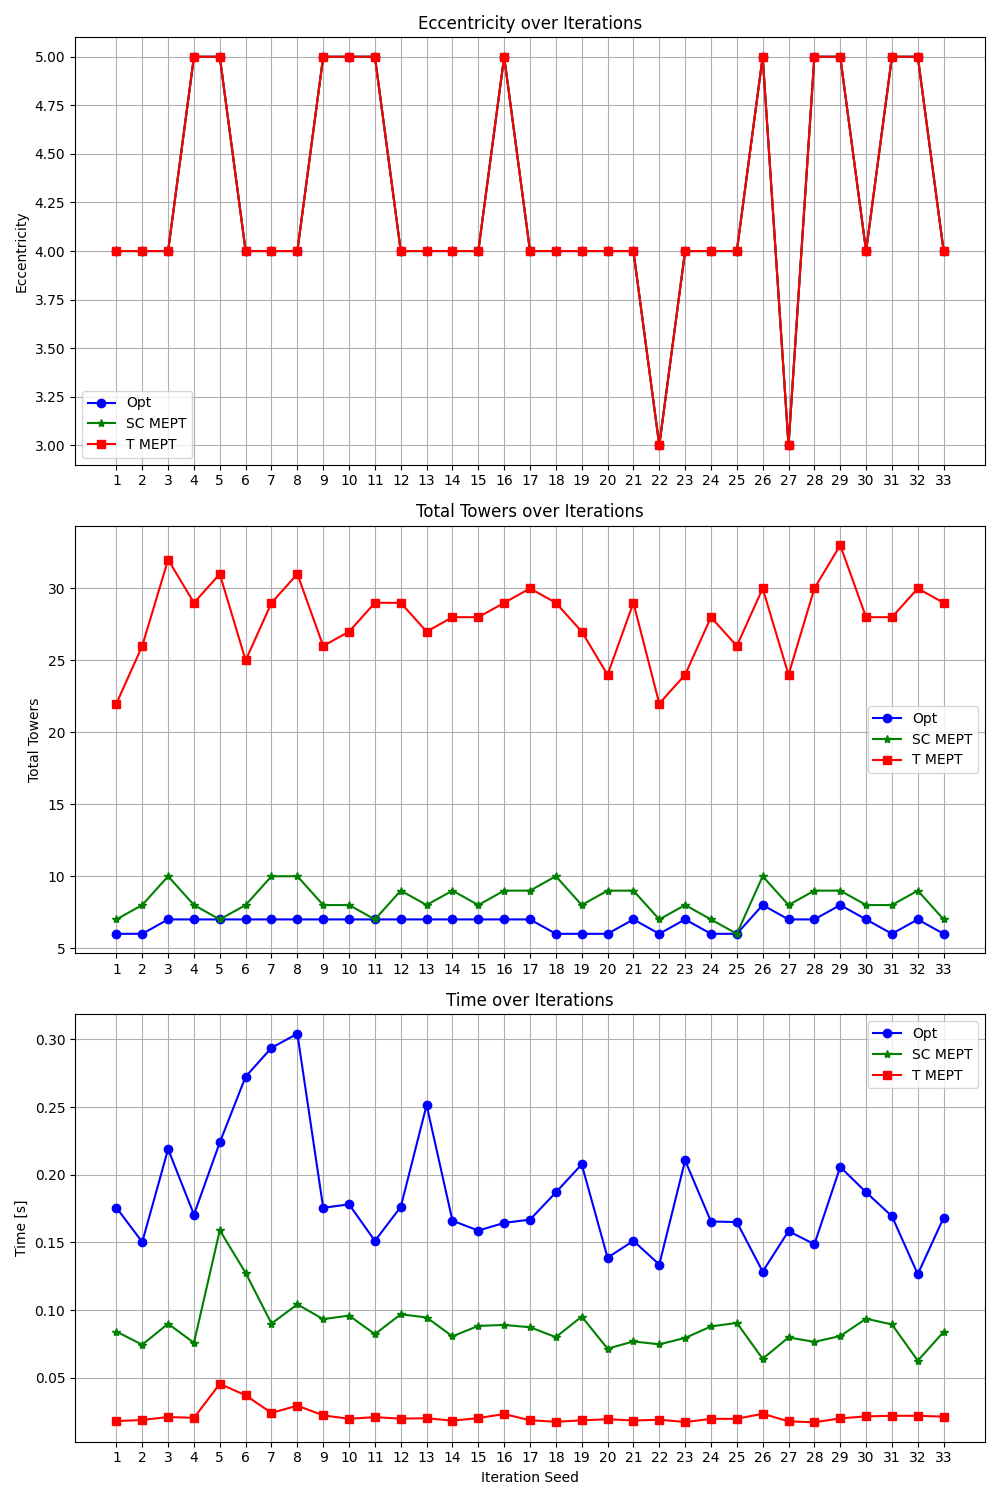 Eccentricity over Iterations
Eccentricity
5.00
4.75
4.50
4.25
4.00
3.75
3.50
3.25
3.00
Opt
SC MEPT
T MEPT
1 2 3 4 5 6 7 8 9 10 11 12 13 14 15 16 17 18 19 20 21 22 23 24 25 26 27 28 29 30 31 32 33
Total Towers over Iterations
Total Towers
30
25
20
15
10
5
Opt
SC MEPT
T MEPT
1 2 3 4 5 6 7 8 9 10 11 12 13 14 15 16 17 18 19 20 21 22 23 24 25 26 27 28 29 30 31 32 33
Time over Iterations
Time [s]
0.30
0.25
0.20
0.15
0.10
0.05
Opt
SC MEPT
T MEPT
1 2 3 4 5 6 7 8 9 10 11 12 13 14 15 16 17 18 19 20 21 22 23 24 25 26 27 28 29 30 31 32 33
Iteration Seed